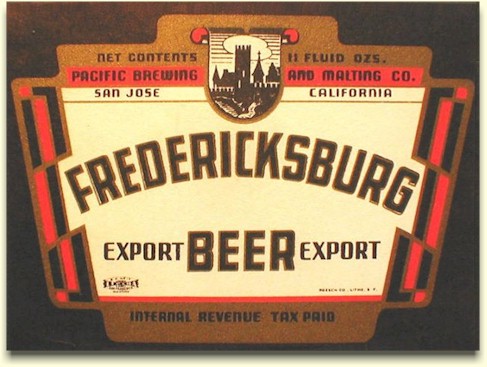 NET CONTENTS 11 FLUID OZS.
PACIFIC BREWING AND MALTING CO.
SAN JOSE CALIFORNIA
FREDERICKSBURG
EXPORT BEER EXPORT
INTERNAL REVENUE TAX PAID